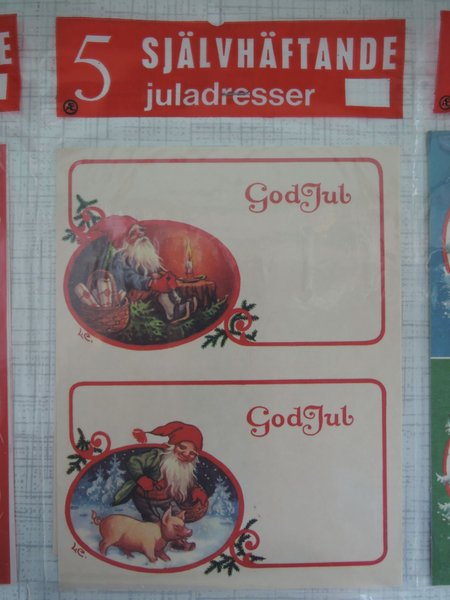 5 SJÄLVHÄFTANDE
juladresser
God Jul
L.C.
God Jul
L.C.